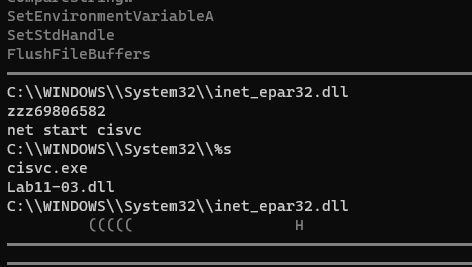 SetEnvironmentVariableA
SetStdHandle
FlushFileBuffers
C:\\WINDOWS\\System32\\inet_epar32.dll
zzz69806582
net start cisvc
C:\\WINDOWS\\System32\\%s
cisvc.exe
Lab11-03.dll
C:\\WINDOWS\\System32\\inet_epar32.dll
((((( H